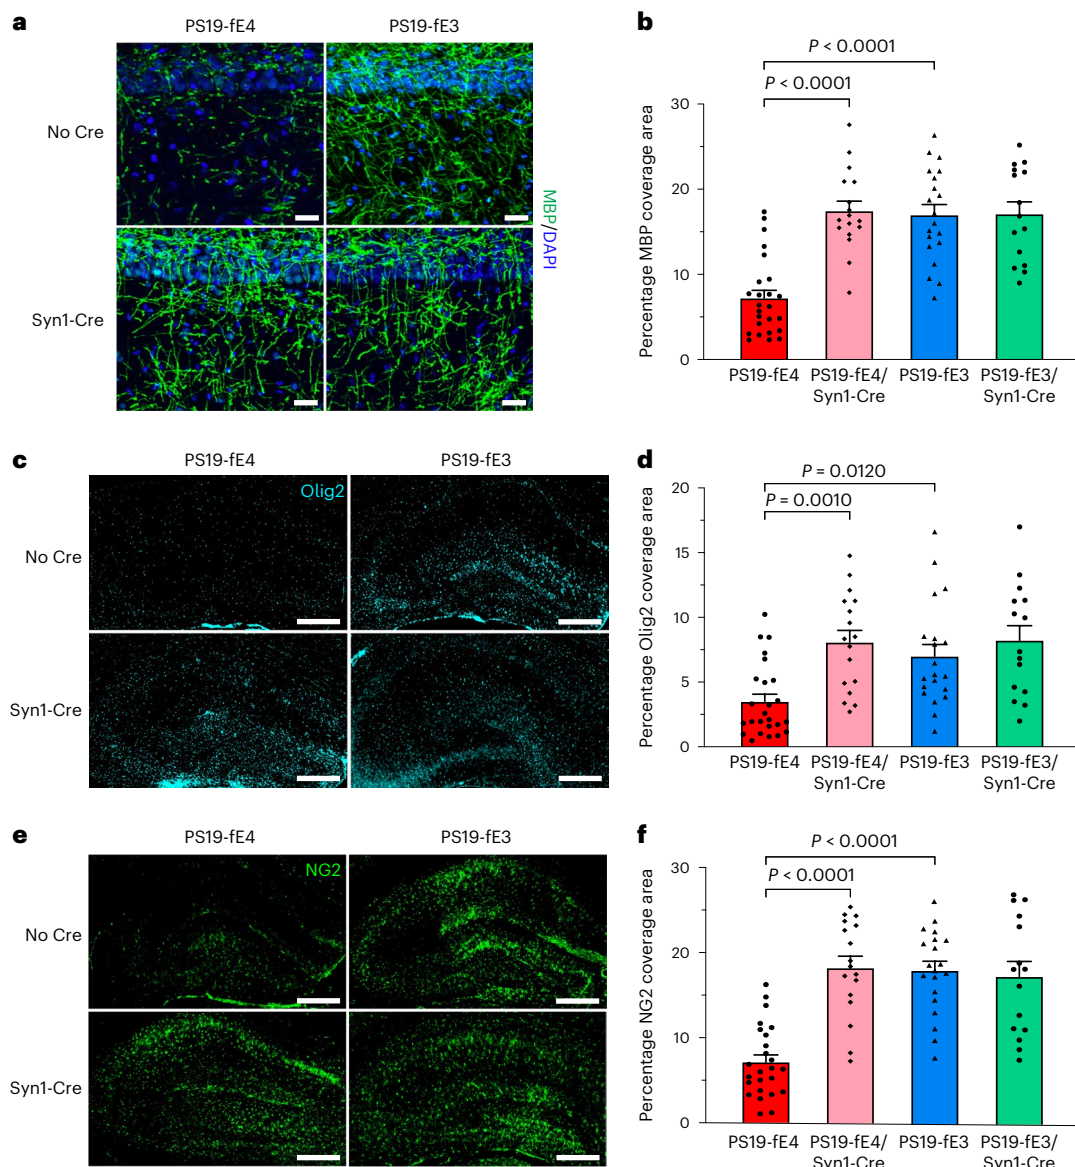 a
PS19-fE4
PS19-fE3
No Cre
Syn1-Cre
MBP/DAPI
b
P < 0.0001
P < 0.0001
Percentage MBP coverage area
30
20
10
0
PS19-fE4
PS19-fE4/
Syn1-Cre
PS19-fE3
PS19-fE3/
Syn1-Cre
c
PS19-fE4
PS19-fE3
Olig2
No Cre
Syn1-Cre
d
P = 0.0120
P = 0.0010
Percentage Olig2 coverage area
20
15
10
5
0
PS19-fE4
PS19-fE4/
Syn1-Cre
PS19-fE3
PS19-fE3/
Syn1-Cre
e
PS19-fE4
PS19-fE3
NG2
No Cre
Syn1-Cre
f
P < 0.0001
P < 0.0001
Percentage NG2 coverage area
30
20
10
0
PS19-fE4
PS19-fE4/
Syn1-Cre
PS19-fE3
PS19-fE3/
Syn1-Cre